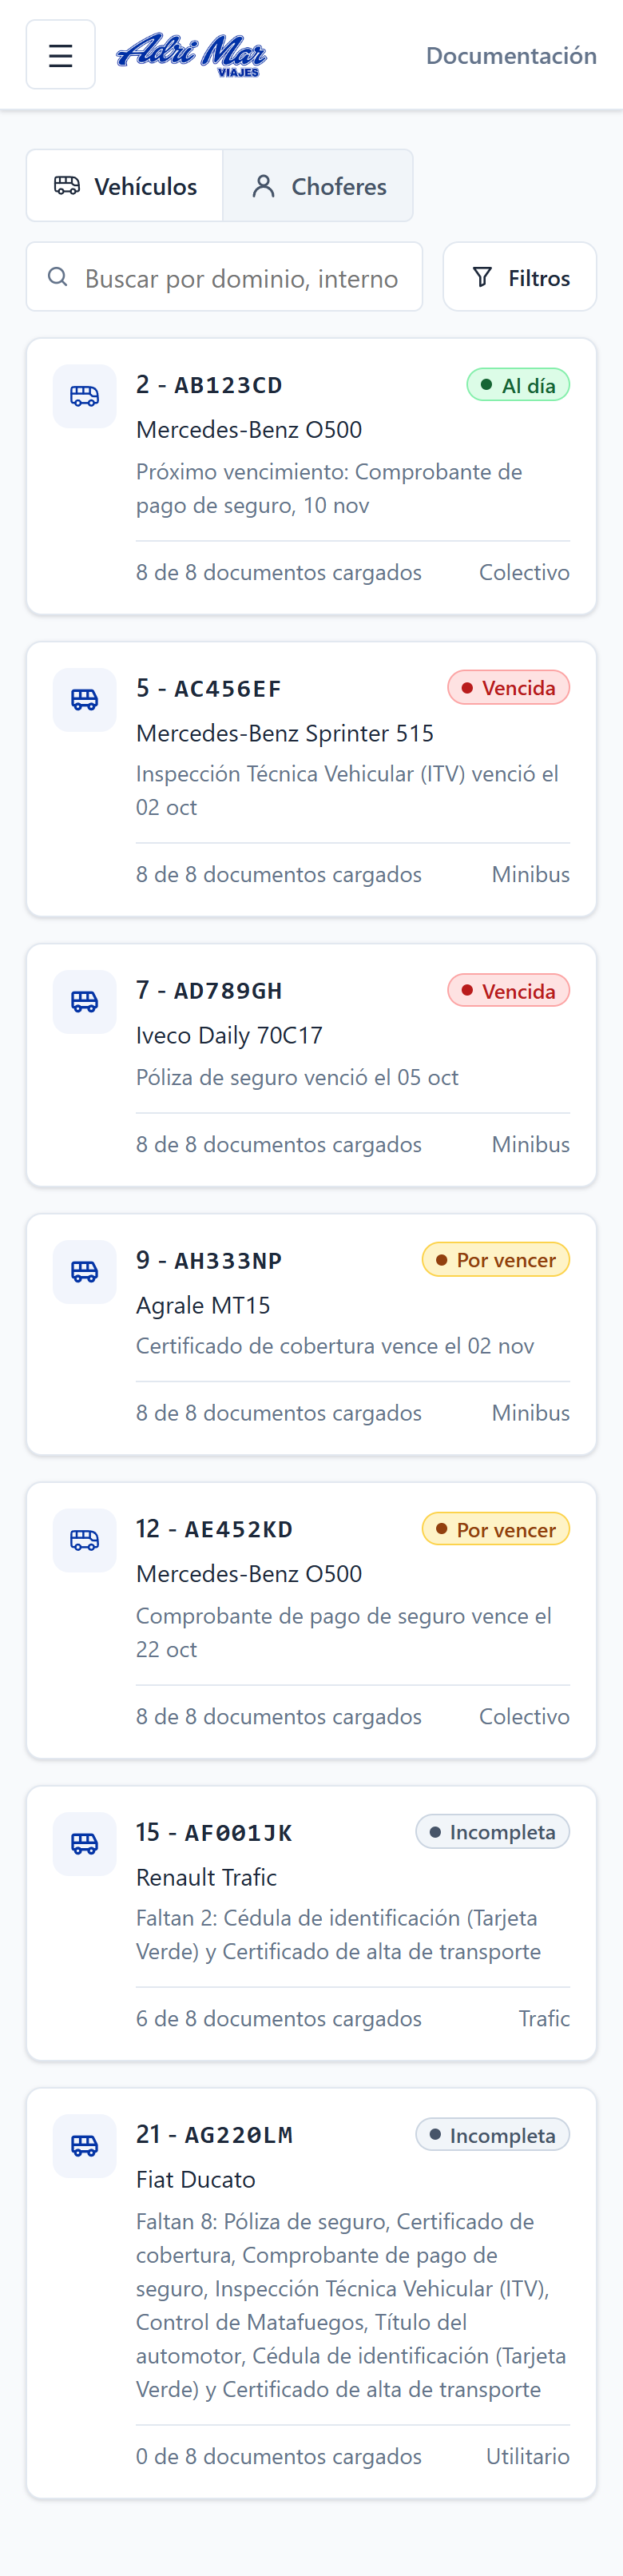 Adri Mar
VIAJES
Documentación
Vehículos
Choferes
Buscar por dominio, interno
Filtros
2 - AB123CD
Al día
Mercedes-Benz O500
Próximo vencimiento: Comprobante de
pago de seguro, 10 nov
8 de 8 documentos cargados
Colectivo
5 - AC456EF
Vencida
Mercedes-Benz Sprinter 515
Inspección Técnica Vehicular (ITV) venció el
02 oct
8 de 8 documentos cargados
Minibus
7 - AD789GH
Vencida
Iveco Daily 70C17
Póliza de seguro venció el 05 oct
8 de 8 documentos cargados
Minibus
9 - AH333NP
Por vencer
Agrale MT15
Certificado de cobertura vence el 02 nov
8 de 8 documentos cargados
Minibus
12 - AE452KD
Por vencer
Mercedes-Benz O500
Comprobante de pago de seguro vence el
22 oct
8 de 8 documentos cargados
Colectivo
15 - AF001JK
Incompleta
Renault Trafic
Faltan 2: Cédula de identificación (Tarjeta
Verde) y Certificado de alta de transporte
6 de 8 documentos cargados
Trafic
21 - AG220LM
Incompleta
Fiat Ducato
Faltan 8: Póliza de seguro, Certificado de
cobertura, Comprobante de pago de
seguro, Inspección Técnica Vehicular (ITV),
Control de Matafuegos, Título del
automotor, Cédula de identificación (Tarjeta
Verde) y Certificado de alta de transporte
0 de 8 documentos cargados
Utilitario